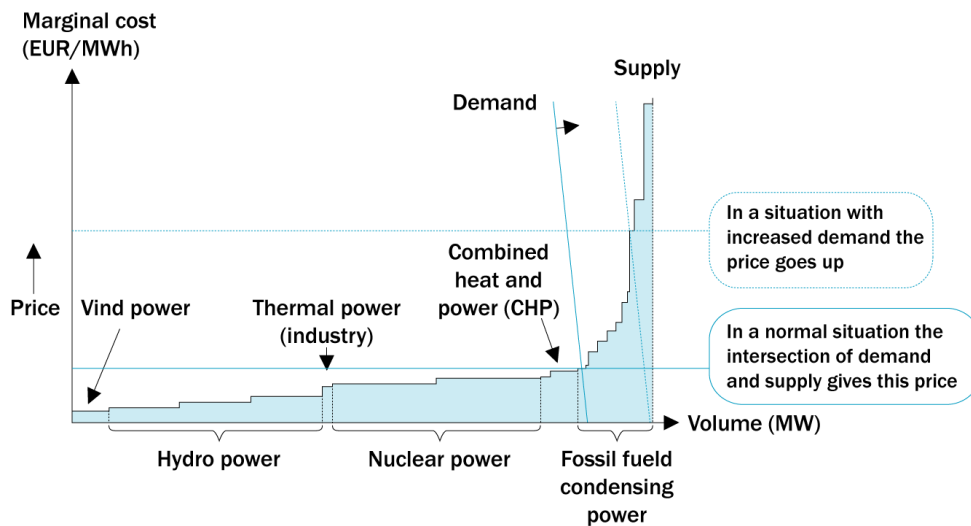 Marginal cost
(EUR/MWh)
Supply
Demand
In a situation with
increased demand the
price goes up
Combined
heat and
power (CHP)
Price
Vind power
Thermal power
(industry)
In a normal situation the
intersection of demand
and supply gives this price
Volume (MW)
Hydro power
Nuclear power
Fossil fueld
condensing
power